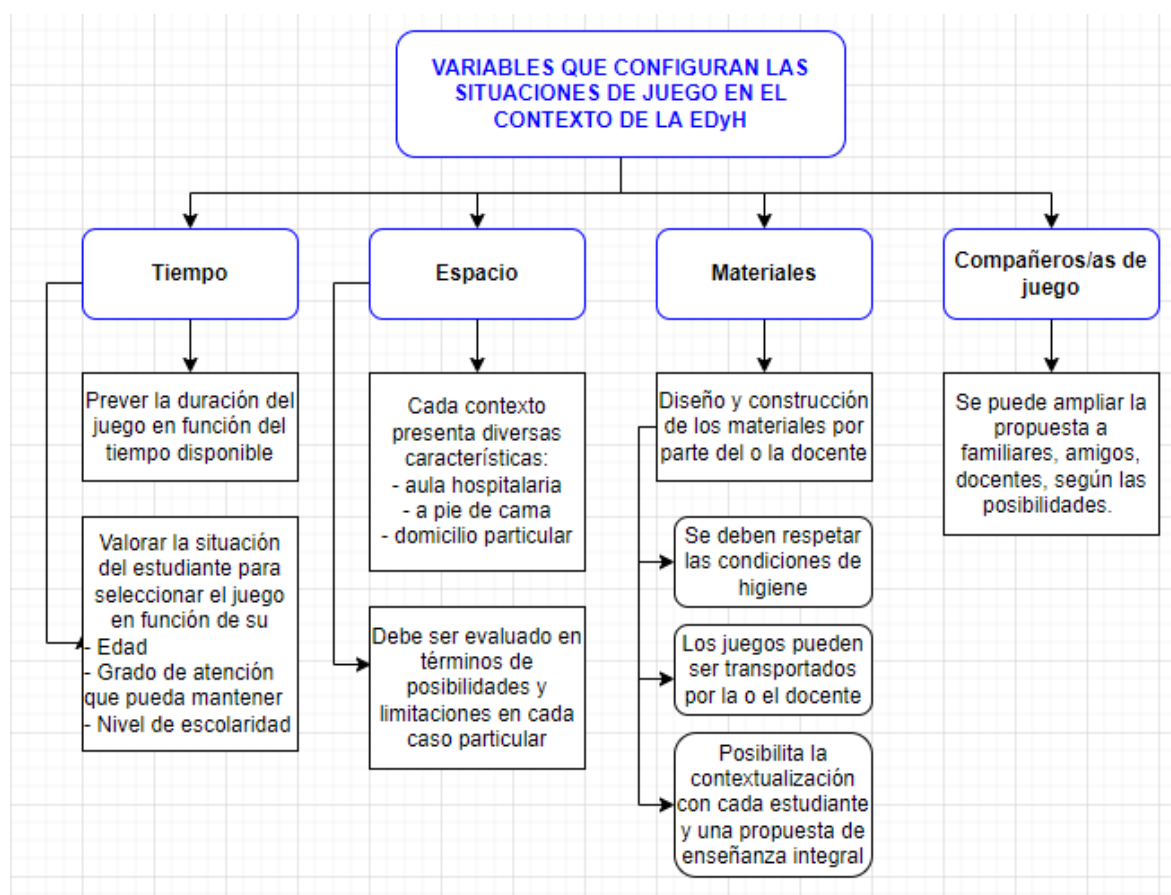 VARIABLES QUE CONFIGURAN LAS
SITUACIONES DE JUEGO EN EL
CONTEXTO DE LA EDyH
Tiempo
Prever la duración del
juego en función del
tiempo disponible
Valorar la situación
del estudiante para
seleccionar el juego
en función de su
- Edad
- Grado de atención
que pueda mantener
- Nivel de escolaridad
Espacio
Cada contexto
presenta diversas
características:
- aula hospitalaria
- a pie de cama
- domicilio particular
Debe ser evaluado en
términos de
posibilidades y
limitaciones en cada
caso particular
Materiales
Diseño y construcción
de los materiales por
parte del o la docente
Se deben respetar
las condiciones de
higiene
Los juegos pueden
ser transportados
por la o el docente
Posibilita la
contextualización
con cada estudiante
y una propuesta de
enseñanza integral
Compañeros/as de
juego
Se puede ampliar la
propuesta a
familiares, amigos,
docentes, según las
posibilidades.